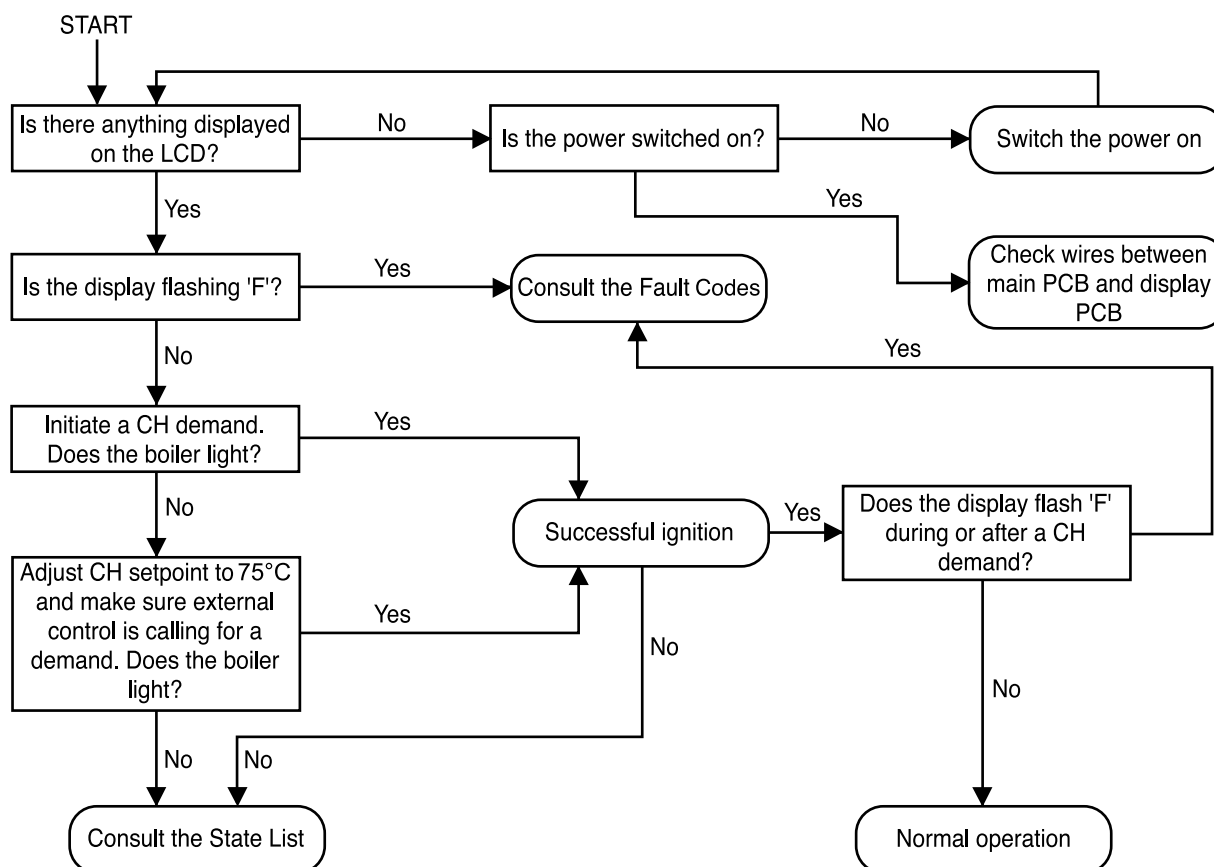 START
Is there anything displayed
on the LCD?
No
Is the power switched on?
No
Switch the power on
Yes
Yes
Check wires between
main PCB and display
PCB
Is the display flashing 'F'?
Yes
Consult the Fault Codes
No
Yes
Initiate a CH demand.
Does the boiler light?
Yes
No
Successful ignition
Yes
Does the display flash 'F'
during or after a CH
demand?
Adjust CH setpoint to 75°C
and make sure external
control is calling for a
demand. Does the boiler
light?
Yes
No
No
No
No
Consult the State List
Normal operation